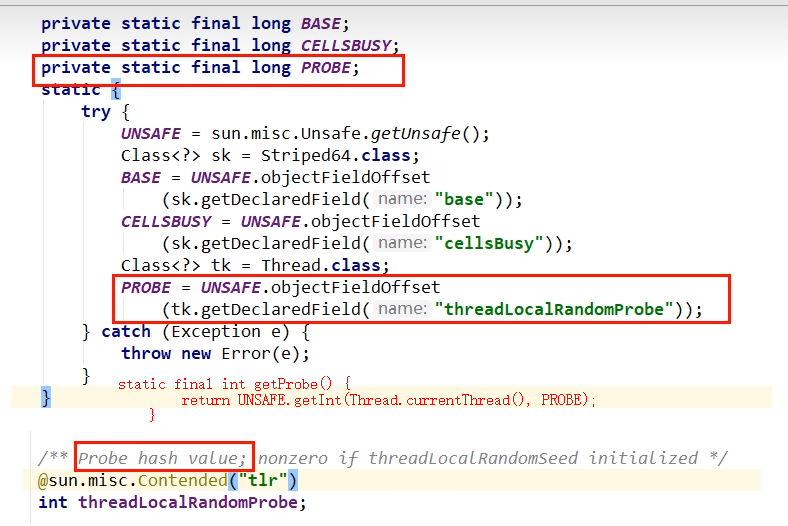 private static final long BASE;
private static final long CELLSBUSY;
private static final long PROBE;
static {
try {
UNSAFE = sun.misc.Unsafe.getUnsafe();
Class<?> sk = Striped64.class;
BASE = UNSAFE.objectFieldOffset
(sk.getDeclaredField( name: "base"));
CELLSBUSY = UNSAFE.objectFieldOffset
(sk.getDeclaredField( name: "cellsBusy"));
Class<?> tk = Thread.class;
PROBE = UNSAFE.objectFieldOffset
(tk.getDeclaredField( name: "threadLocalRandomProbe"));
} catch (Exception e) {
throw new Error(e);
}
static final int getProbe() {
} return UNSAFE.getInt(Thread.currentThread(), PROBE);
}
/** Probe hash value; nonzero if threadLocalRandomSeed initialized */
@sun.misc.Contended("tlr")
int threadLocalRandomProbe;